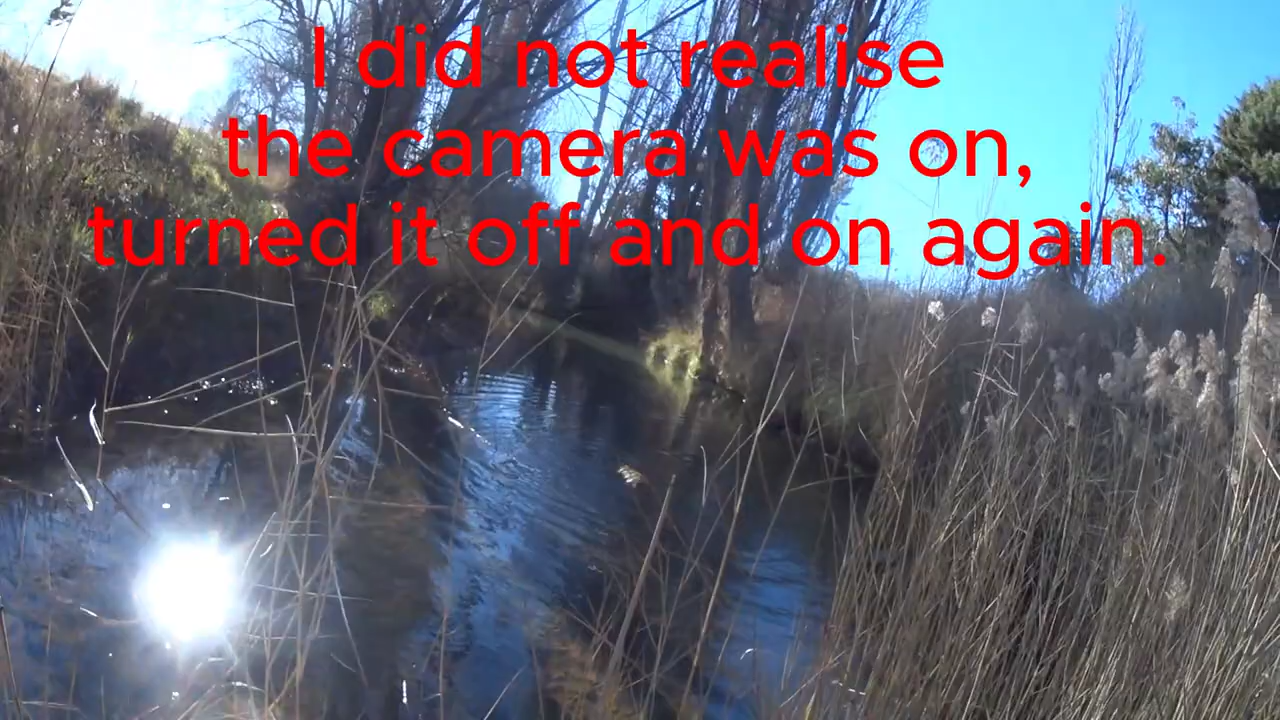 I did not realise
the camera was on,
turned it off and on again.